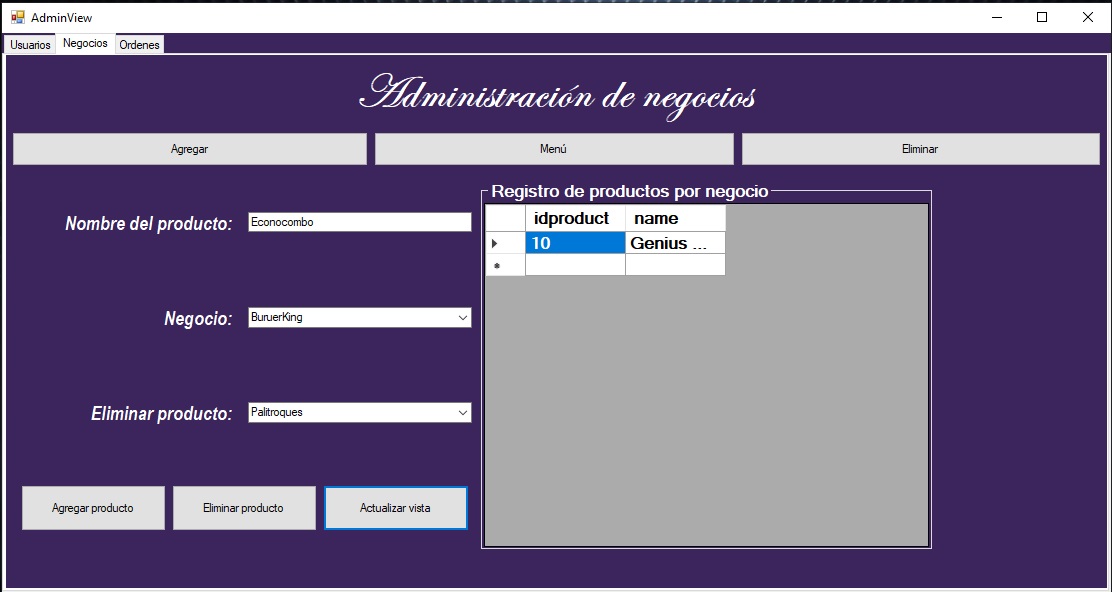 AdminView
Usuarios Negocios Ordenes
Administración de negocios
Agregar Menú Eliminar
Registro de productos por negocio
idproduct name
10 Genius ...
Nombre del producto: Econocombo
Negocio: BuruerKing
Eliminar producto: Palitroques
Agregar producto Eliminar producto Actualizar vista